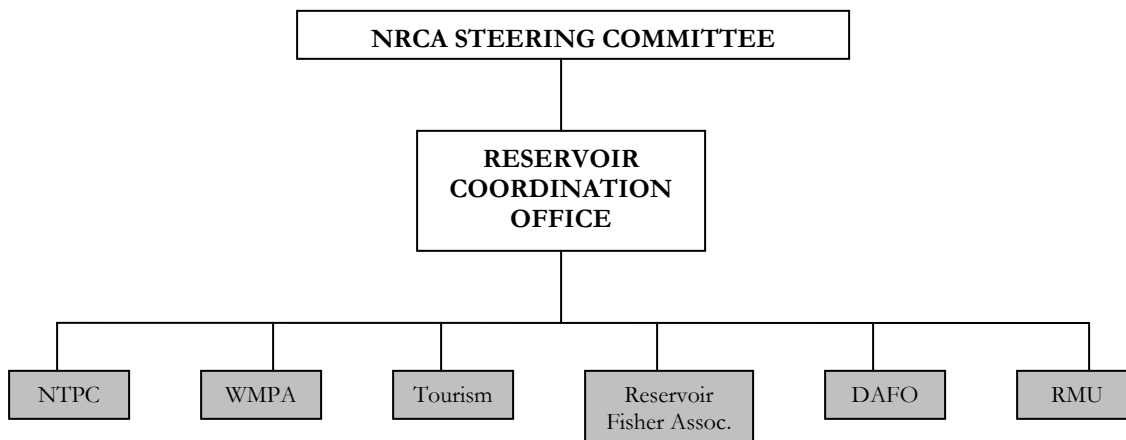 NRCA STEERING COMMITTEE
RESERVOIR
COORDINATION
OFFICE
NTPC
WMPA
Tourism
Reservoir
Fisher Assoc.
DAFO
RMU